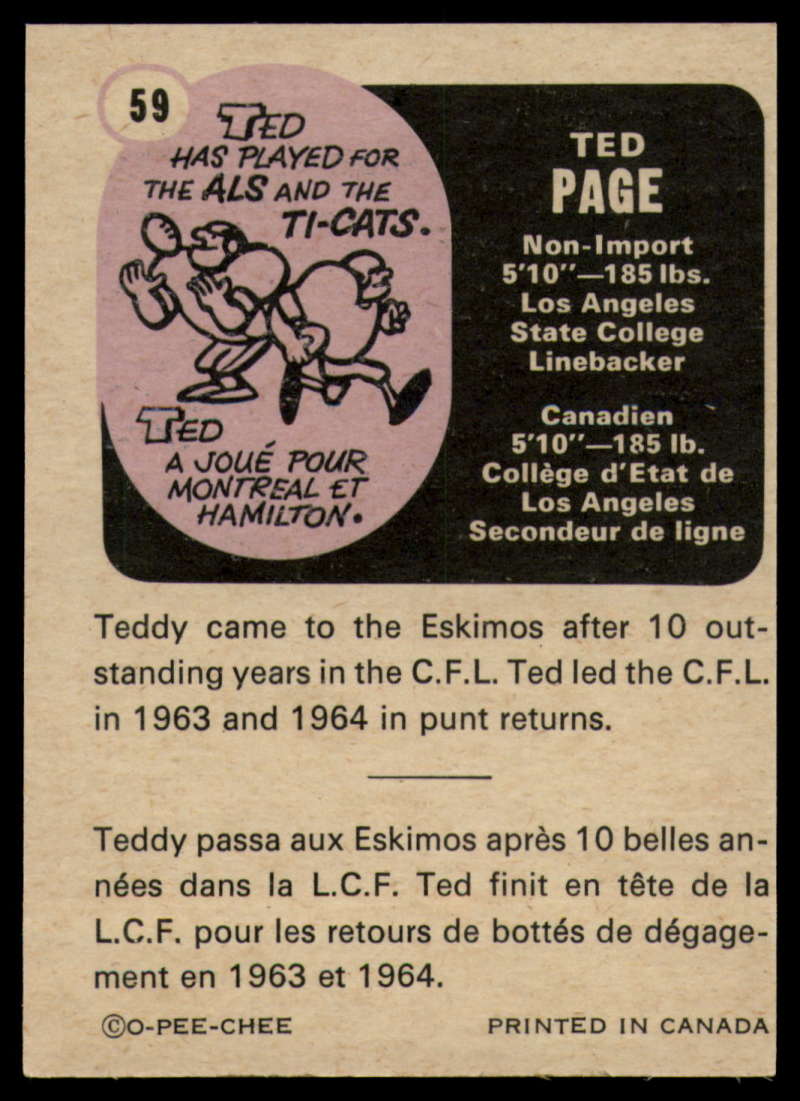 59
TED
HAS PLAYED FOR
THE ALS AND THE
TI-CATS.
TED
A JOUÉ POUR
MONTREAL ET
HAMILTON.
TED
PAGE
Non-Import
5'10"—185 lbs.
Los Angeles
State College
Linebacker
Canadien
5'10"—185 lb.
Collège d'Etat de
Los Angeles
Secondeur de ligne
Teddy came to the Eskimos after 10 out-
standing years in the C.F.L. Ted led the C.F.L.
in 1963 and 1964 in punt returns.
Teddy passa aux Eskimos après 10 belles an-
nées dans la L.C.F. Ted finit en tête de la
L.C.F. pour les retours de bottés de dégage-
ment en 1963 et 1964.
©O-PEE-CHEE PRINTED IN CANADA